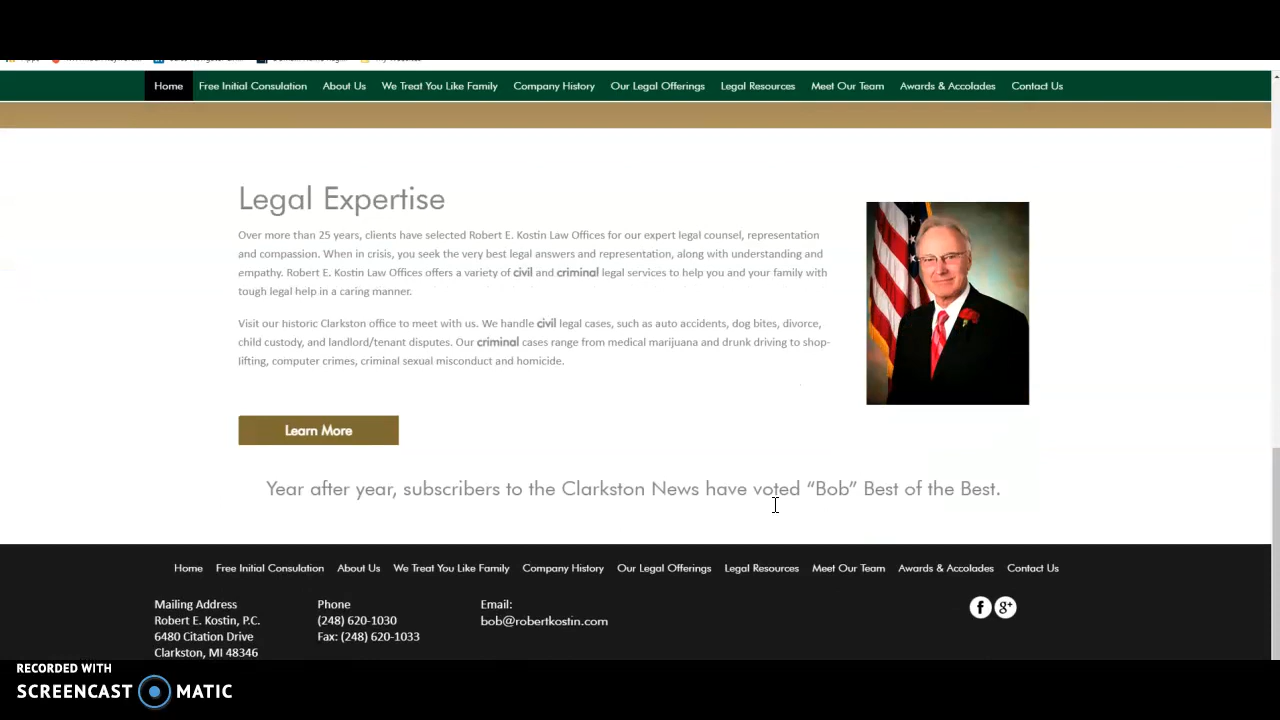 Home Free Initial Consulation About Us We Treat You Like Family Company History Our Legal Offerings Legal Resources Meet Our Team Awards & Accolades Contact Us
Legal Expertise
Over more than 25 years, clients have selected Robert E. Kostin Law Offices for our expert legal counsel, representation
and compassion. When in crisis, you seek the very best legal answers and representation, along with understanding and
empathy. Robert E. Kostin Law Offices offers a variety of civil and criminal legal services to help you and your family with
tough legal help in a caring manner.
Visit our historic Clarkston office to meet with us. We handle civil legal cases, such as auto accidents, dog bites, divorce,
child custody, and landlord/tenant disputes. Our criminal cases range from medical marijuana and drunk driving to shop-
lifting, computer crimes, criminal sexual misconduct and homicide.
Learn More
Year after year, subscribers to the Clarkston News have voted “Bob” Best of the Best.
Home Free Initial Consulation About Us We Treat You Like Family Company History Our Legal Offerings Legal Resources Meet Our Team Awards & Accolades Contact Us
Mailing Address Phone Email:
Robert E. Kostin, P.C. (248) 620-1030 bob@robertkostin.com
6480 Citation Drive Fax: (248) 620-1033
Clarkston, MI 48346
f g+
RECORDED WITH
SCREENCAST MATIC